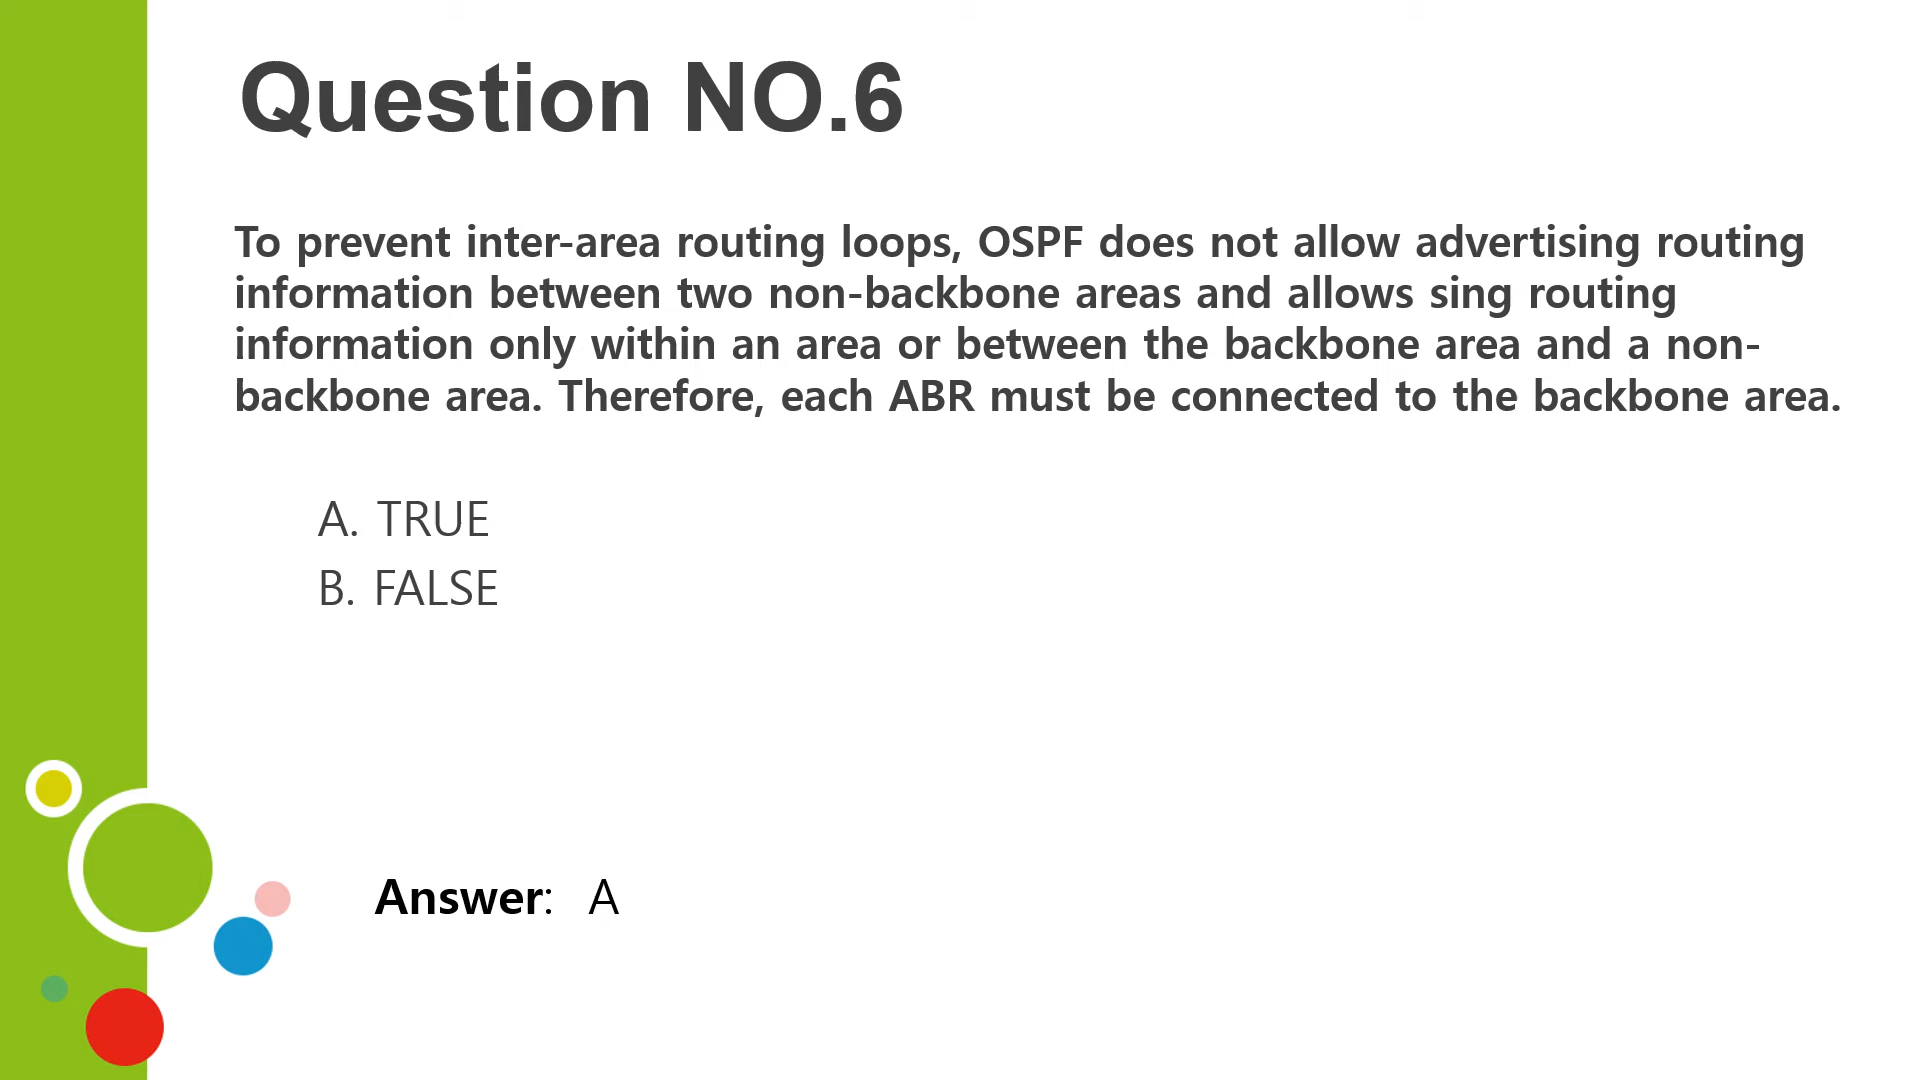 Question NO.6
To prevent inter-area routing loops, OSPF does not allow advertising routing
information between two non-backbone areas and allows sing routing
information only within an area or between the backbone area and a non-
backbone area. Therefore, each ABR must be connected to the backbone area.
A. TRUE
B. FALSE
Answer: A